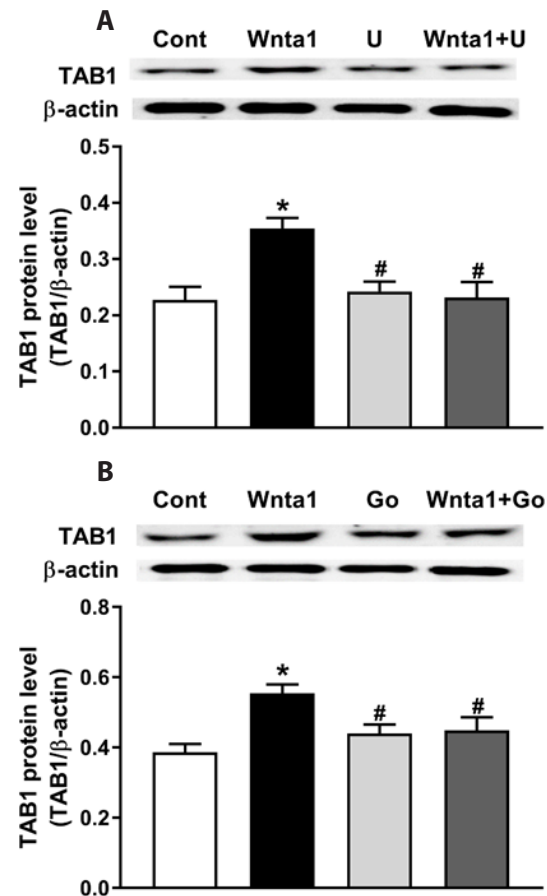 A
Cont Wnta1 U Wnta1+U
TAB1
β-actin
TAB1 protein level
(TAB1/β-actin)
0.5
0.4
0.3
0.2
0.1
0.0
* # #
B
Cont Wnta1 Go Wnta1+Go
TAB1
β-actin
TAB1 protein level
(TAB1/β-actin)
0.8
0.6
0.4
0.2
0.0
* # #